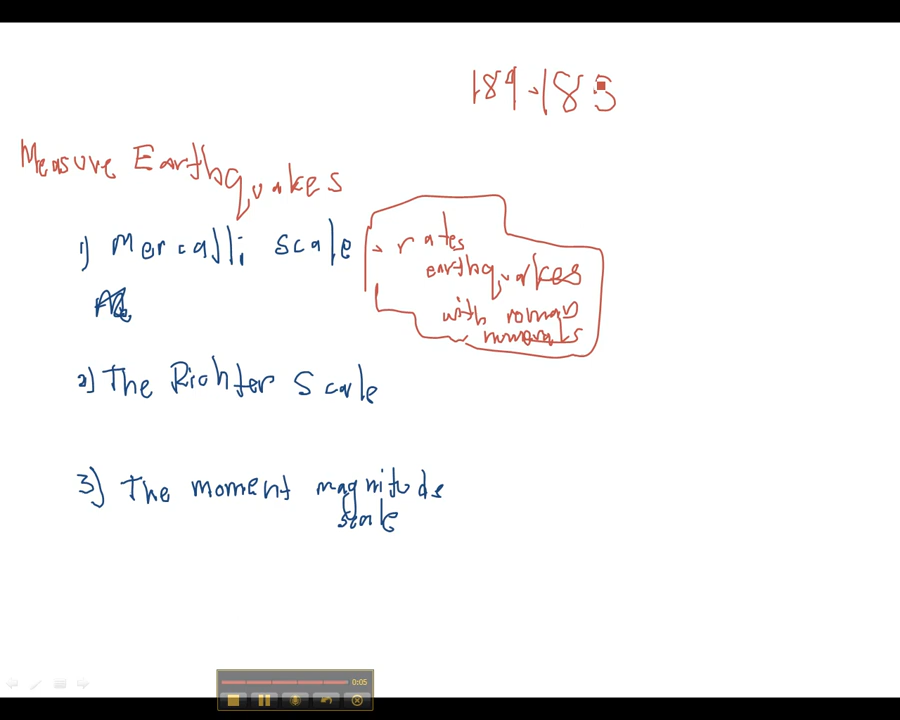 184-185
Measure Earthquakes
1) Mercalli scale
→ rates
earthquakes
with roman
numerals
2) The Richter Scale
3) The moment magnitude
scale
0:05